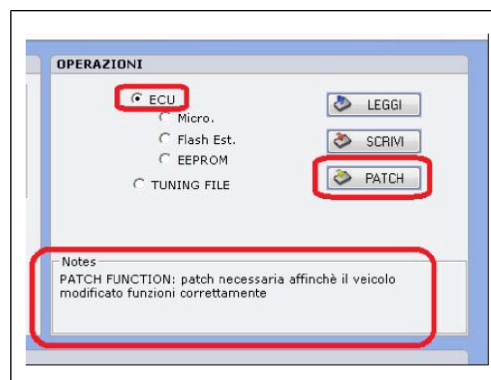 OPERAZIONI
ECU
LEGGI
Micro.
Flash Est.
SCRIVI
EEPROM
PATCH
TUNING FILE
Notes
PATCH FUNCTION: patch necessaria affinchè il veicolo
modificato funzioni correttamente